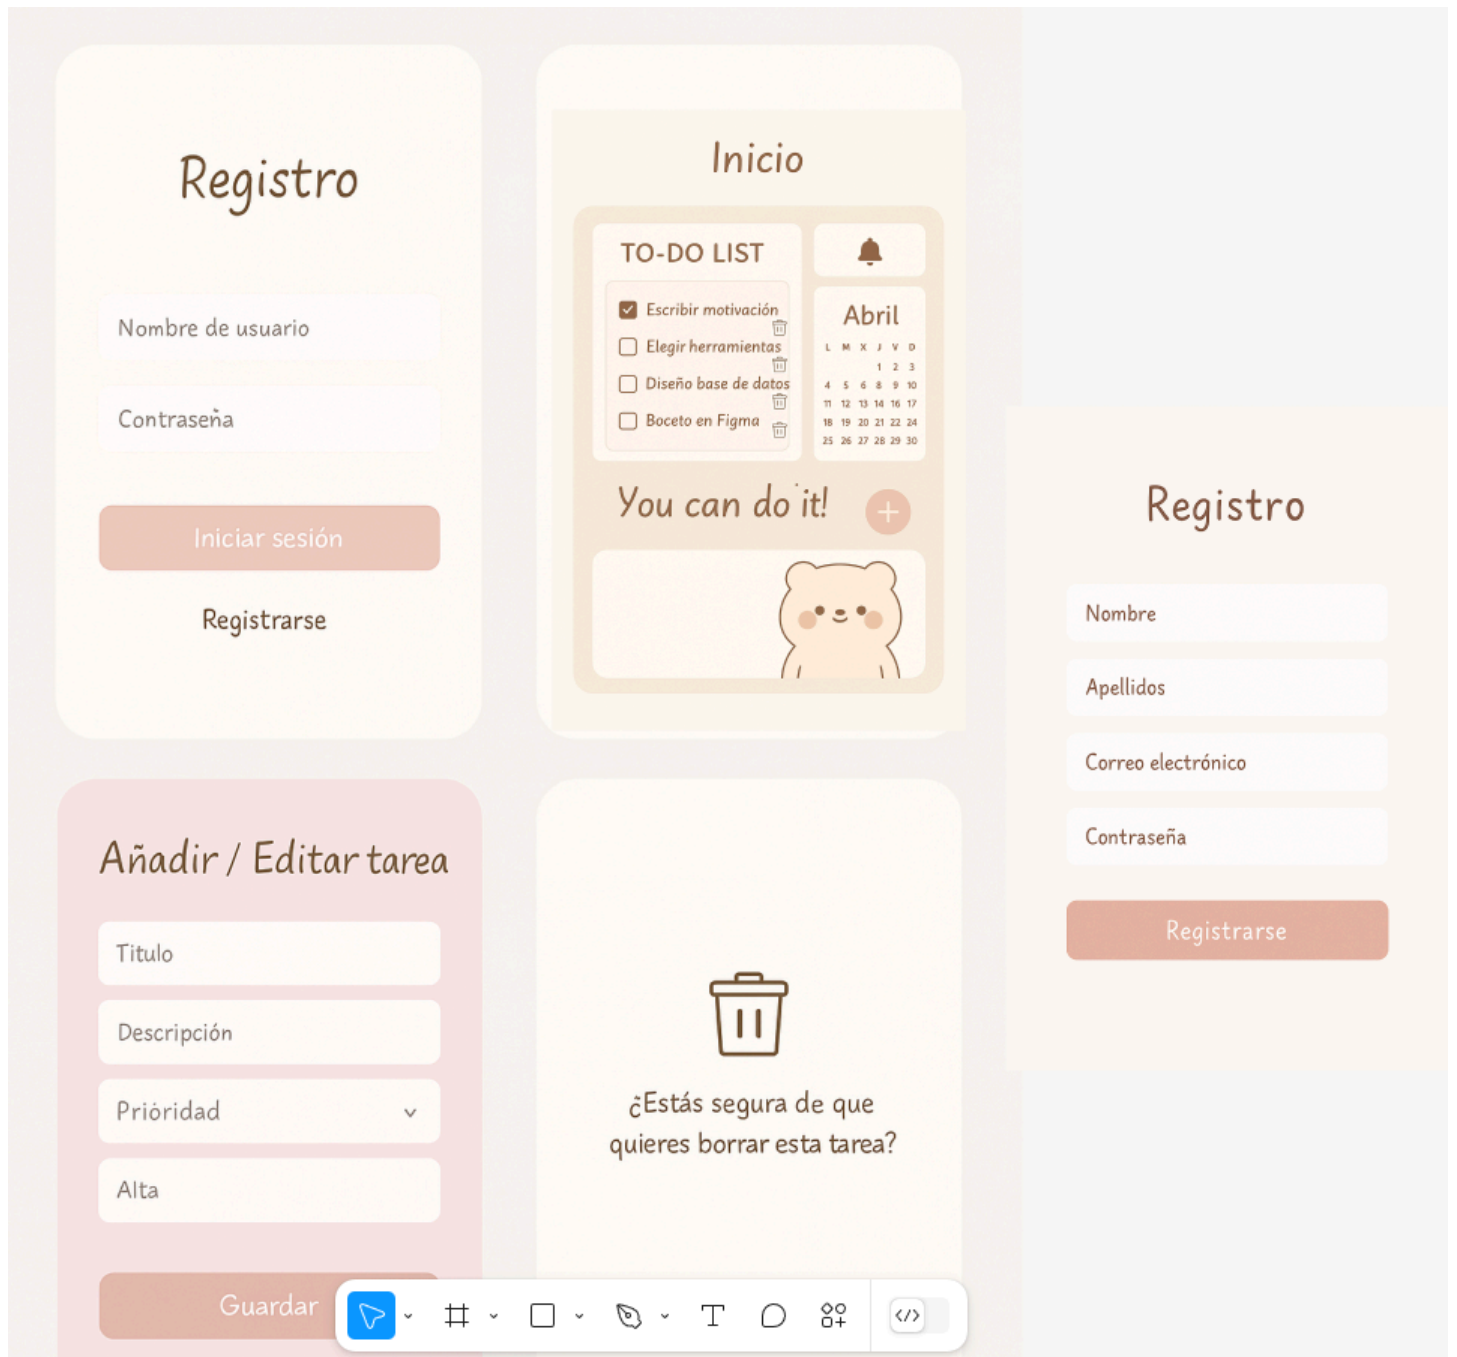 Registro
Nombre de usuario
Contraseña
Iniciar sesión
Registrarse
Inicio
TO-DO LIST
Escribir motivación
Elegir herramientas
Diseño base de datos
Boceto en Figma
Abril
L M X J V D
1 2 3
4 5 6 8 9 10
11 12 13 14 16 17
18 19 20 21 22 24
25 26 27 28 29 30
You can do it!
Registro
Nombre
Apellidos
Correo electrónico
Contraseña
Registrarse
Añadir / Editar tarea
Titulo
Descripción
Prióridad
Alta
Guardar
¿Estás segura de que
quieres borrar esta tarea?